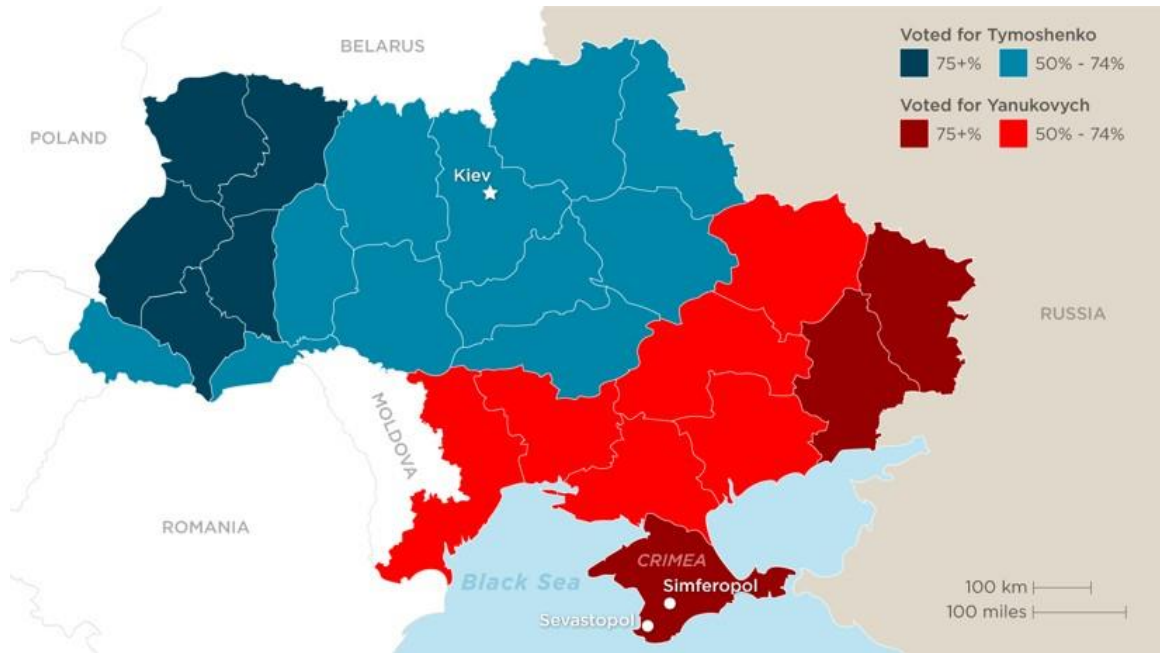 BELARUS
Voted for Tymoshenko
75+% 50% - 74%
Voted for Yanukovych
75+% 50% - 74%
POLAND
Kiev
RUSSIA
MOLDOVA
ROMANIA
CRIMEA
Black Sea
Simferopol
Sevastopol
100 km
100 miles